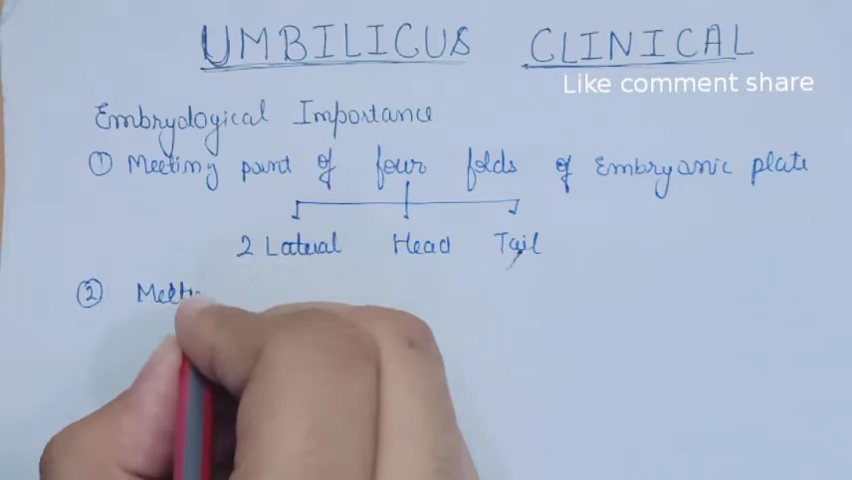 UMBILICUS CLINICAL
Like comment share
Embryological Importance
① Meeting point of four folds of Embryonic plate
2 Lateral Head Tail
②